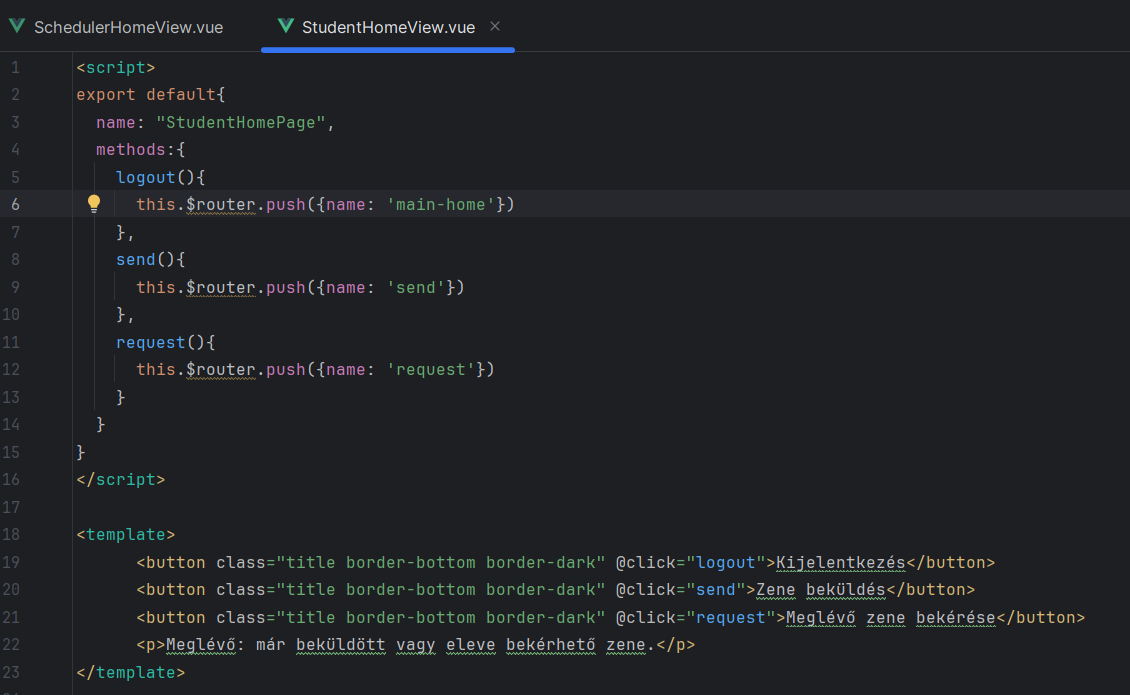 SchedulerHomeView.vue StudentHomeView.vue
1 <script>
2 export default{
3 name: "StudentHomePage",
4 methods:{
5 logout(){
6 this.$router.push({name: 'main-home'})
7 },
8 send(){
9 this.$router.push({name: 'send'})
10 },
11 request(){
12 this.$router.push({name: 'request'})
13 }
14 }
15 }
16 </script>
17
18 <template>
19 <button class="title border-bottom border-dark" @click="logout">Kijelentkezés</button>
20 <button class="title border-bottom border-dark" @click="send">Zene beküldés</button>
21 <button class="title border-bottom border-dark" @click="request">Meglévő zene bekérése</button>
22 <p>Meglévő: már beküldött vagy eleve bekérhető zene.</p>
23 </template>